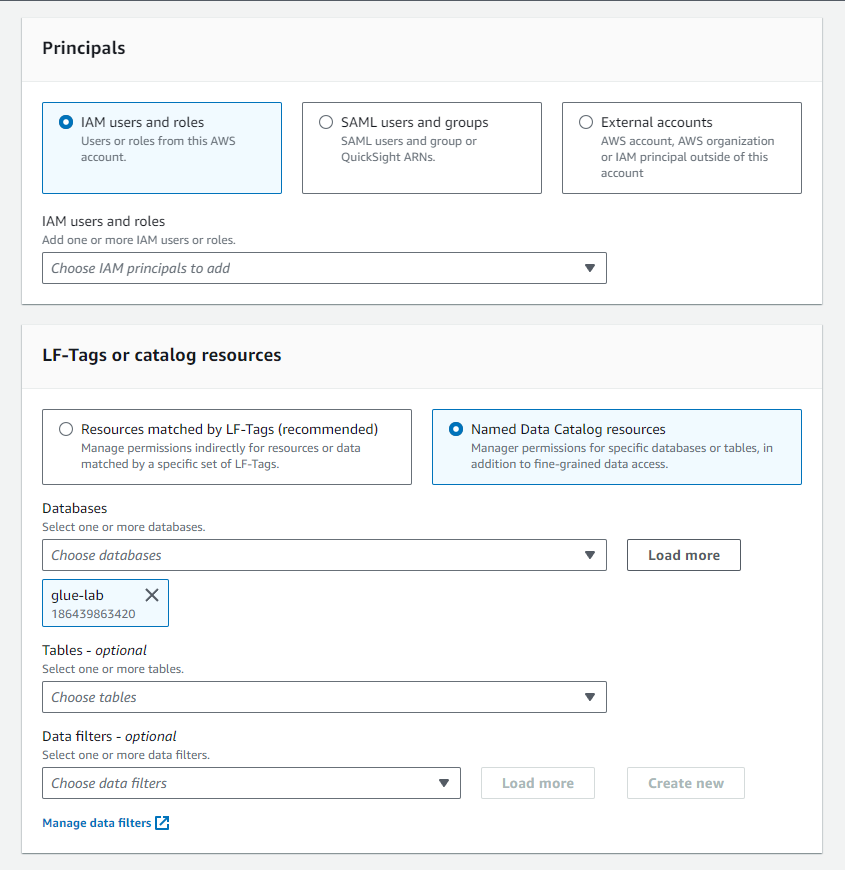 Principals
IAM users and roles
Users or roles from this AWS
account.
SAML users and groups
SAML users and group or
QuickSight ARNs.
External accounts
AWS account, AWS organization
or IAM principal outside of this
account
IAM users and roles
Add one or more IAM users or roles.
Choose IAM principals to add
LF-Tags or catalog resources
Resources matched by LF-Tags (recommended)
Manage permissions indirectly for resources or data
matched by a specific set of LF-Tags.
Named Data Catalog resources
Manager permissions for specific databases or tables, in
addition to fine-grained data access.
Databases
Select one or more databases.
Choose databases
Load more
glue-lab
186439863420
Tables - optional
Select one or more tables.
Choose tables
Data filters - optional
Select one or more data filters.
Choose data filters
Load more
Create new
Manage data filters